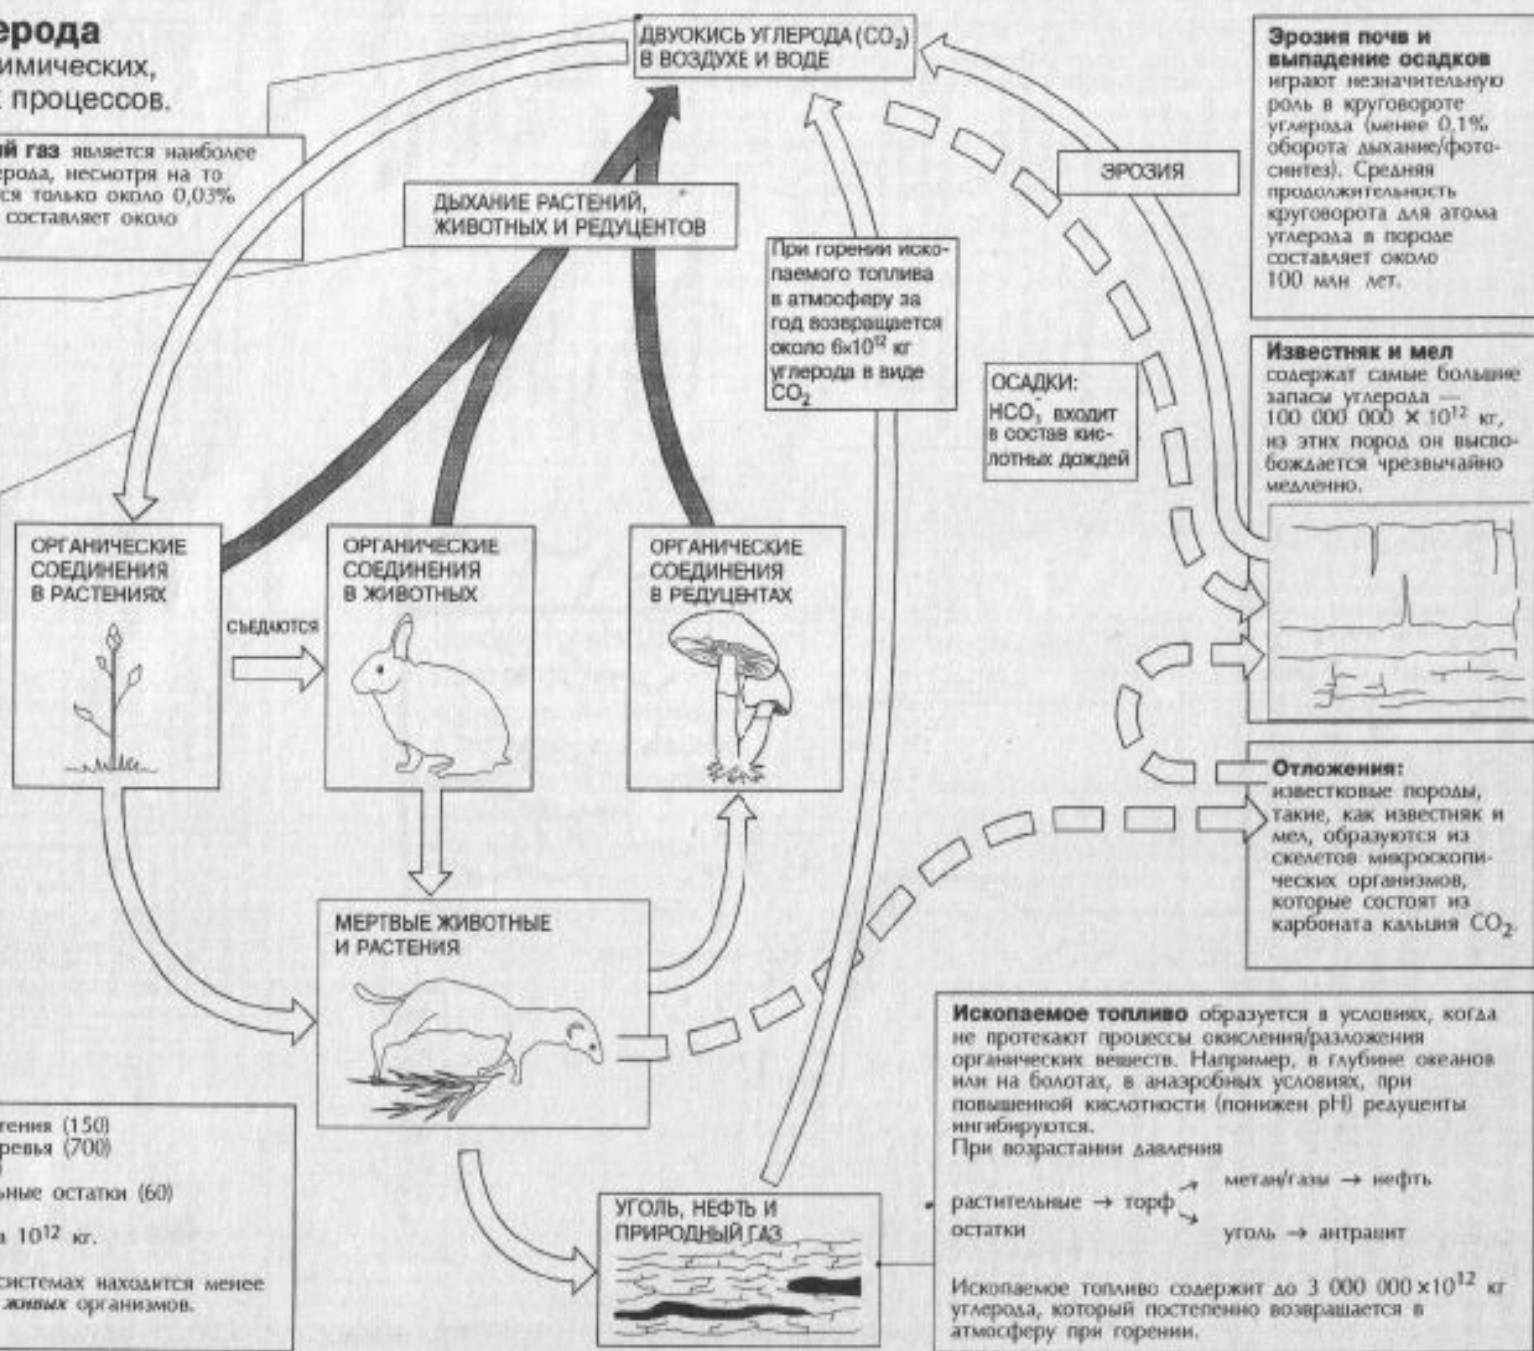 ерода
имических,
процессов.
ий газ является наиболее
ерода, несмотря на то
ся только около 0,03%
составляет около
ДВУОКИСЬ УГЛЕРОДА (CO₂)
В ВОЗДУХЕ И ВОДЕ
ДЫХАНИЕ РАСТЕНИЙ,
ЖИВОТНЫХ И РЕДУЦЕНТОВ
При горении иско-
паемого топлива
в атмосферу за
год возвращается
около 6x10¹² кг
углерода в виде
CO₂
ЭРОЗИЯ
ОСАДКИ:
HCO₃⁻ входит
в состав кис-
лотных дождей
Эрозия почв и
выпадение осадков
играют незначительную
роль в круговороте
углерода (менее 0,1%
оборота дыхание/фото-
синтез). Средняя
продолжительность
круговорота для атома
углерода в породе
составляет около
100 млн лет.
Известняк и мел
содержат самые большие
запасы углерода —
100 000 000 × 10¹² кг,
из этих пород он высво-
бождается чрезвычайно
медленно.
ОРГАНИЧЕСКИЕ
СОЕДИНЕНИЯ
В РАСТЕНИЯХ
СЪЕДАЮТСЯ
ОРГАНИЧЕСКИЕ
СОЕДИНЕНИЯ
В ЖИВОТНЫХ
ОРГАНИЧЕСКИЕ
СОЕДИНЕНИЯ
В РЕДУЦЕНТАХ
Отложения:
известковые породы,
такие, как известняк и
мел, образуются из
скелетов микроскопи-
ческих организмов,
которые состоят из
карбоната кальция CO₂.
МЕРТВЫЕ ЖИВОТНЫЕ
И РАСТЕНИЯ
тения (150)
ревья (700)
)
ьные остатки (60)
а 10¹² кг.
системах находится менее
живых организмов.
УГОЛЬ, НЕФТЬ И
ПРИРОДНЫЙ ГАЗ
Ископаемое топливо образуется в условиях, когда
не протекают процессы окисления/разложения
органических веществ. Например, в глубине океанов
или на болотах, в анаэробных условиях, при
повышенной кислотности (понижен pH) редуценты
ингибируются.
При возрастании давления
метан/газы → нефть
растительные → торф
остатки
уголь → антрацит
Ископаемое топливо содержит до 3 000 000 ×10¹² кг
углерода, который постепенно возвращается в
атмосферу при горении.